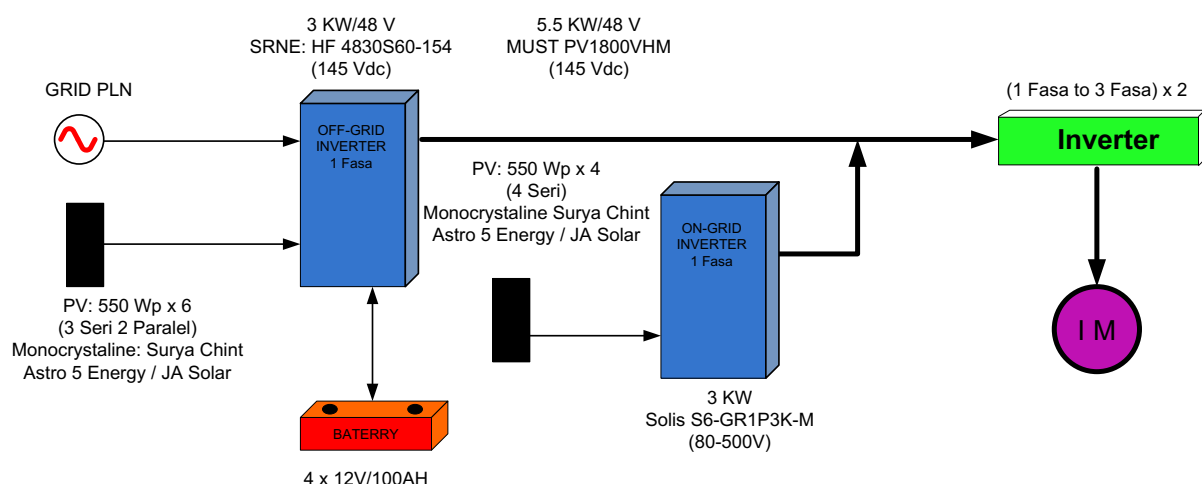 3 KW/48 V
SRNE: HF 4830S60-154
(145 Vdc)
5.5 KW/48 V
MUST PV1800VHM
(145 Vdc)
GRID PLN
(1 Fasa to 3 Fasa) x 2
OFF-GRID
INVERTER
1 Fasa
Inverter
PV: 550 Wp x 4
(4 Seri)
Monocrystaline Surya Chint
Astro 5 Energy / JA Solar
ON-GRID
INVERTER
1 Fasa
PV: 550 Wp x 6
(3 Seri 2 Paralel)
Monocrystaline: Surya Chint
Astro 5 Energy / JA Solar
I M
3 KW
Solis S6-GR1P3K-M
(80-500V)
BATERRY
4 x 12V/100AH